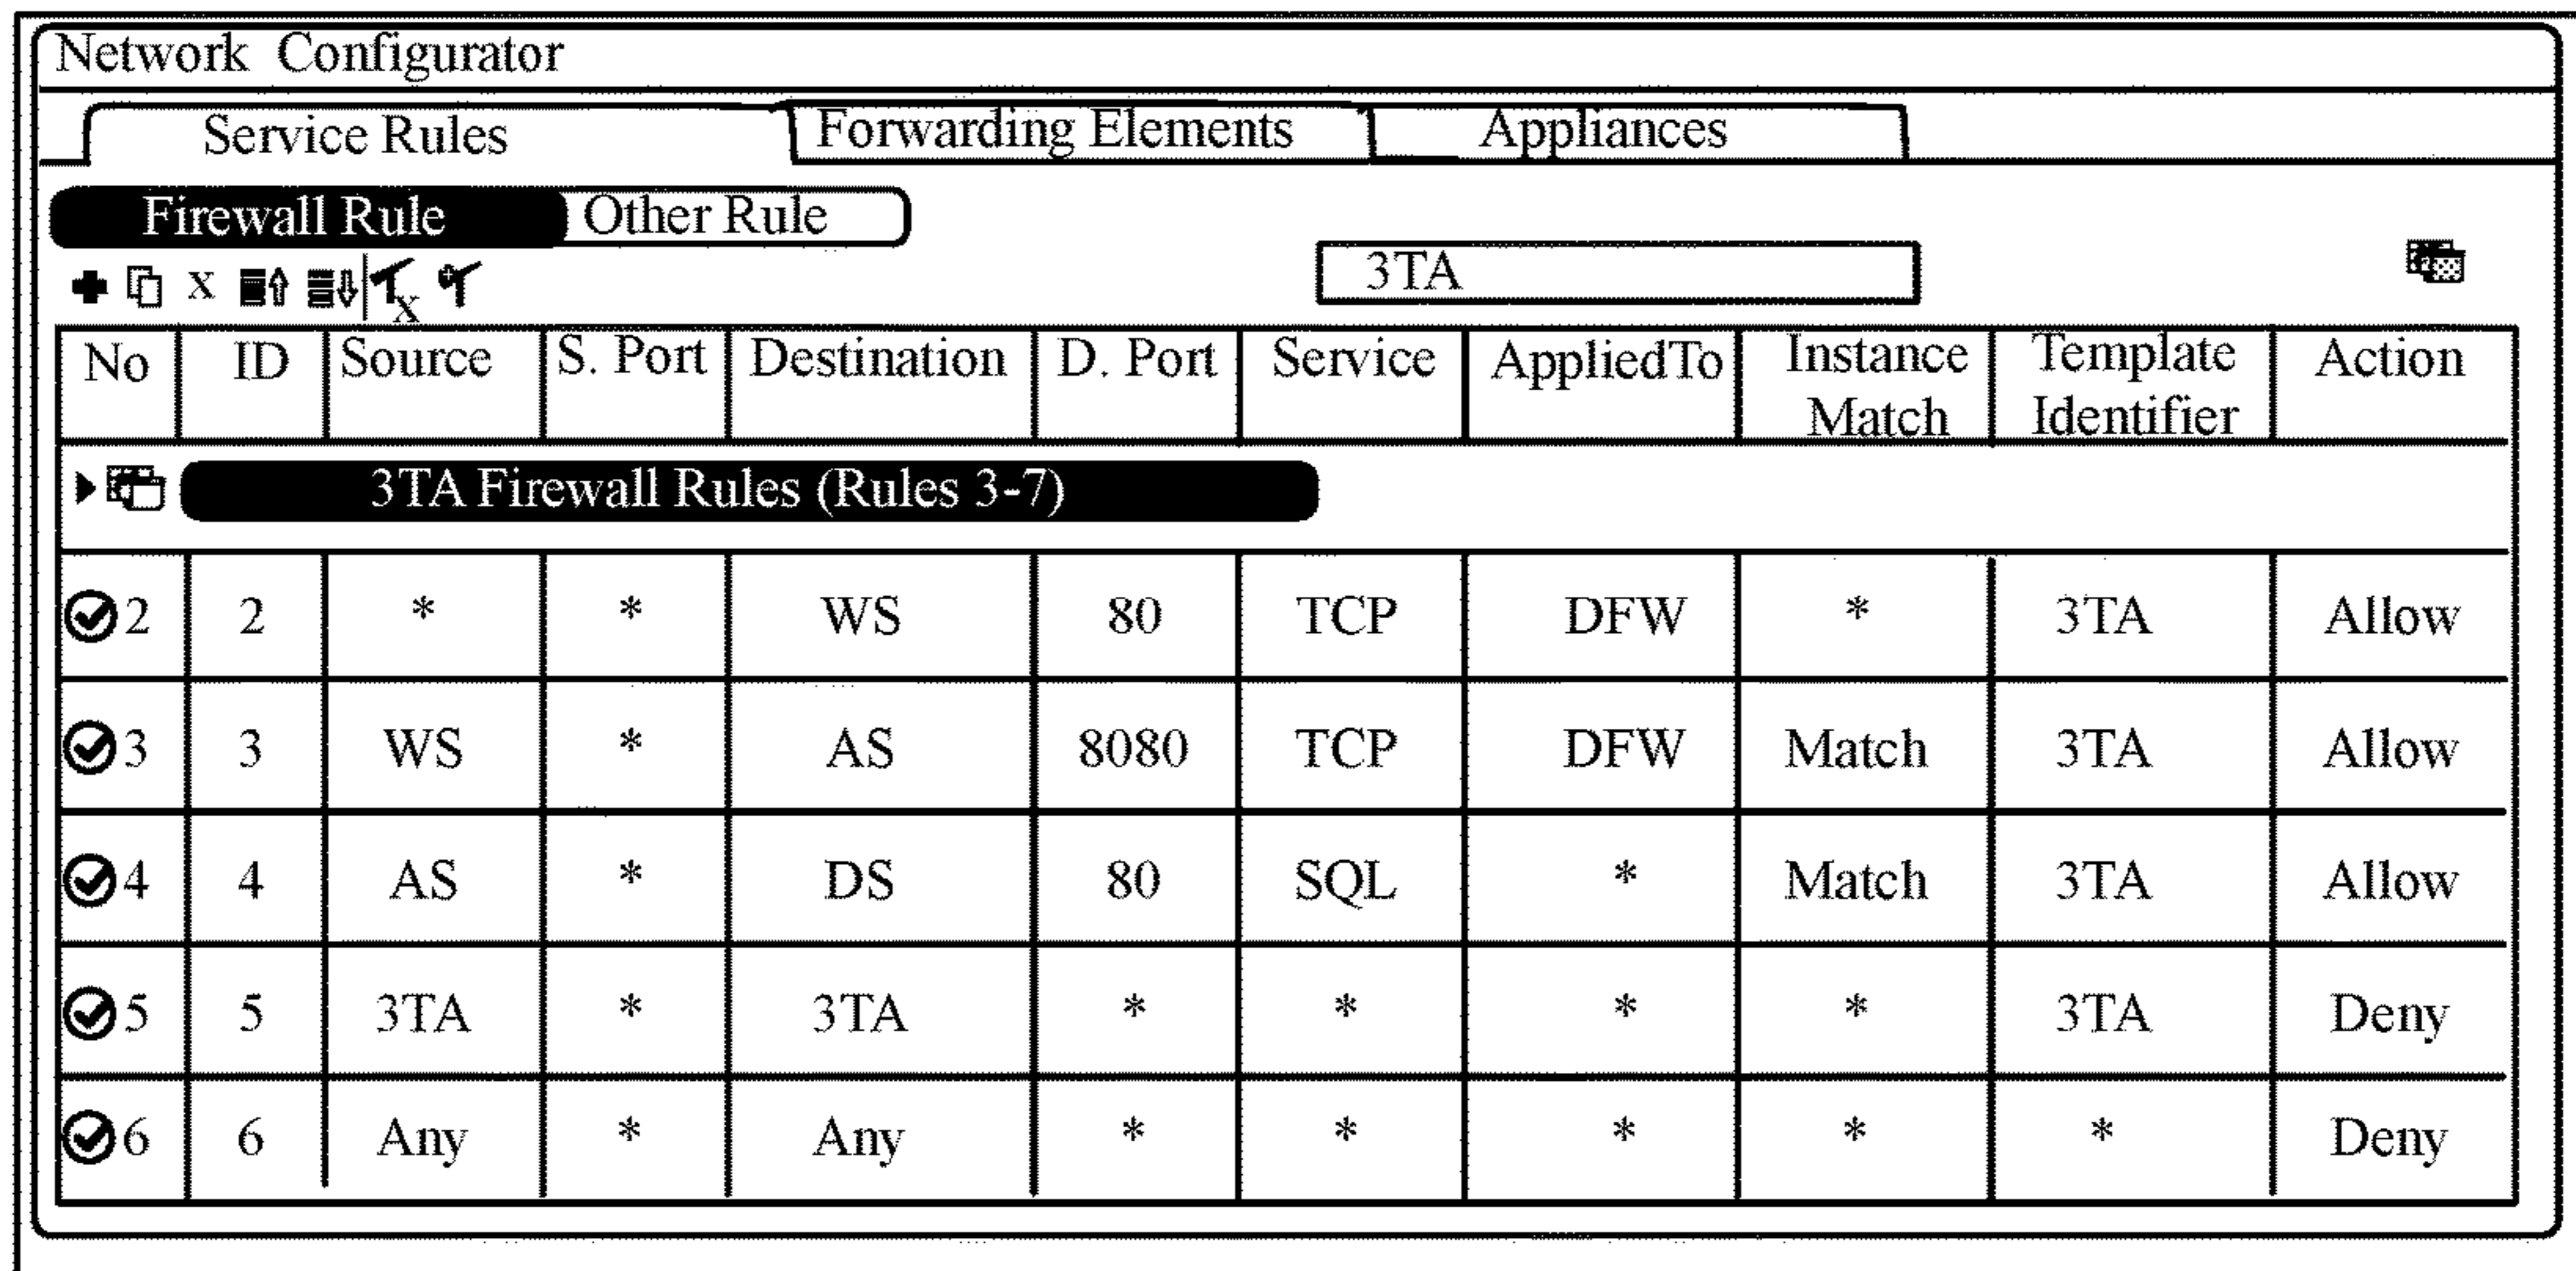 Network Configurator
Service Rules Forwarding Elements Appliances
Firewall Rule Other Rule
X 3TA
X
No ID Source S. Port Destination D. Port Service AppliedTo Instance Match Template Identifier Action
3TA Firewall Rules (Rules 3-7)
2 2 * * WS 80 TCP DFW * 3TA Allow
3 3 WS * AS 8080 TCP DFW Match 3TA Allow
4 4 AS * DS 80 SQL * Match 3TA Allow
5 5 3TA * 3TA * * * * 3TA Deny
6 6 Any * Any * * * * * Deny